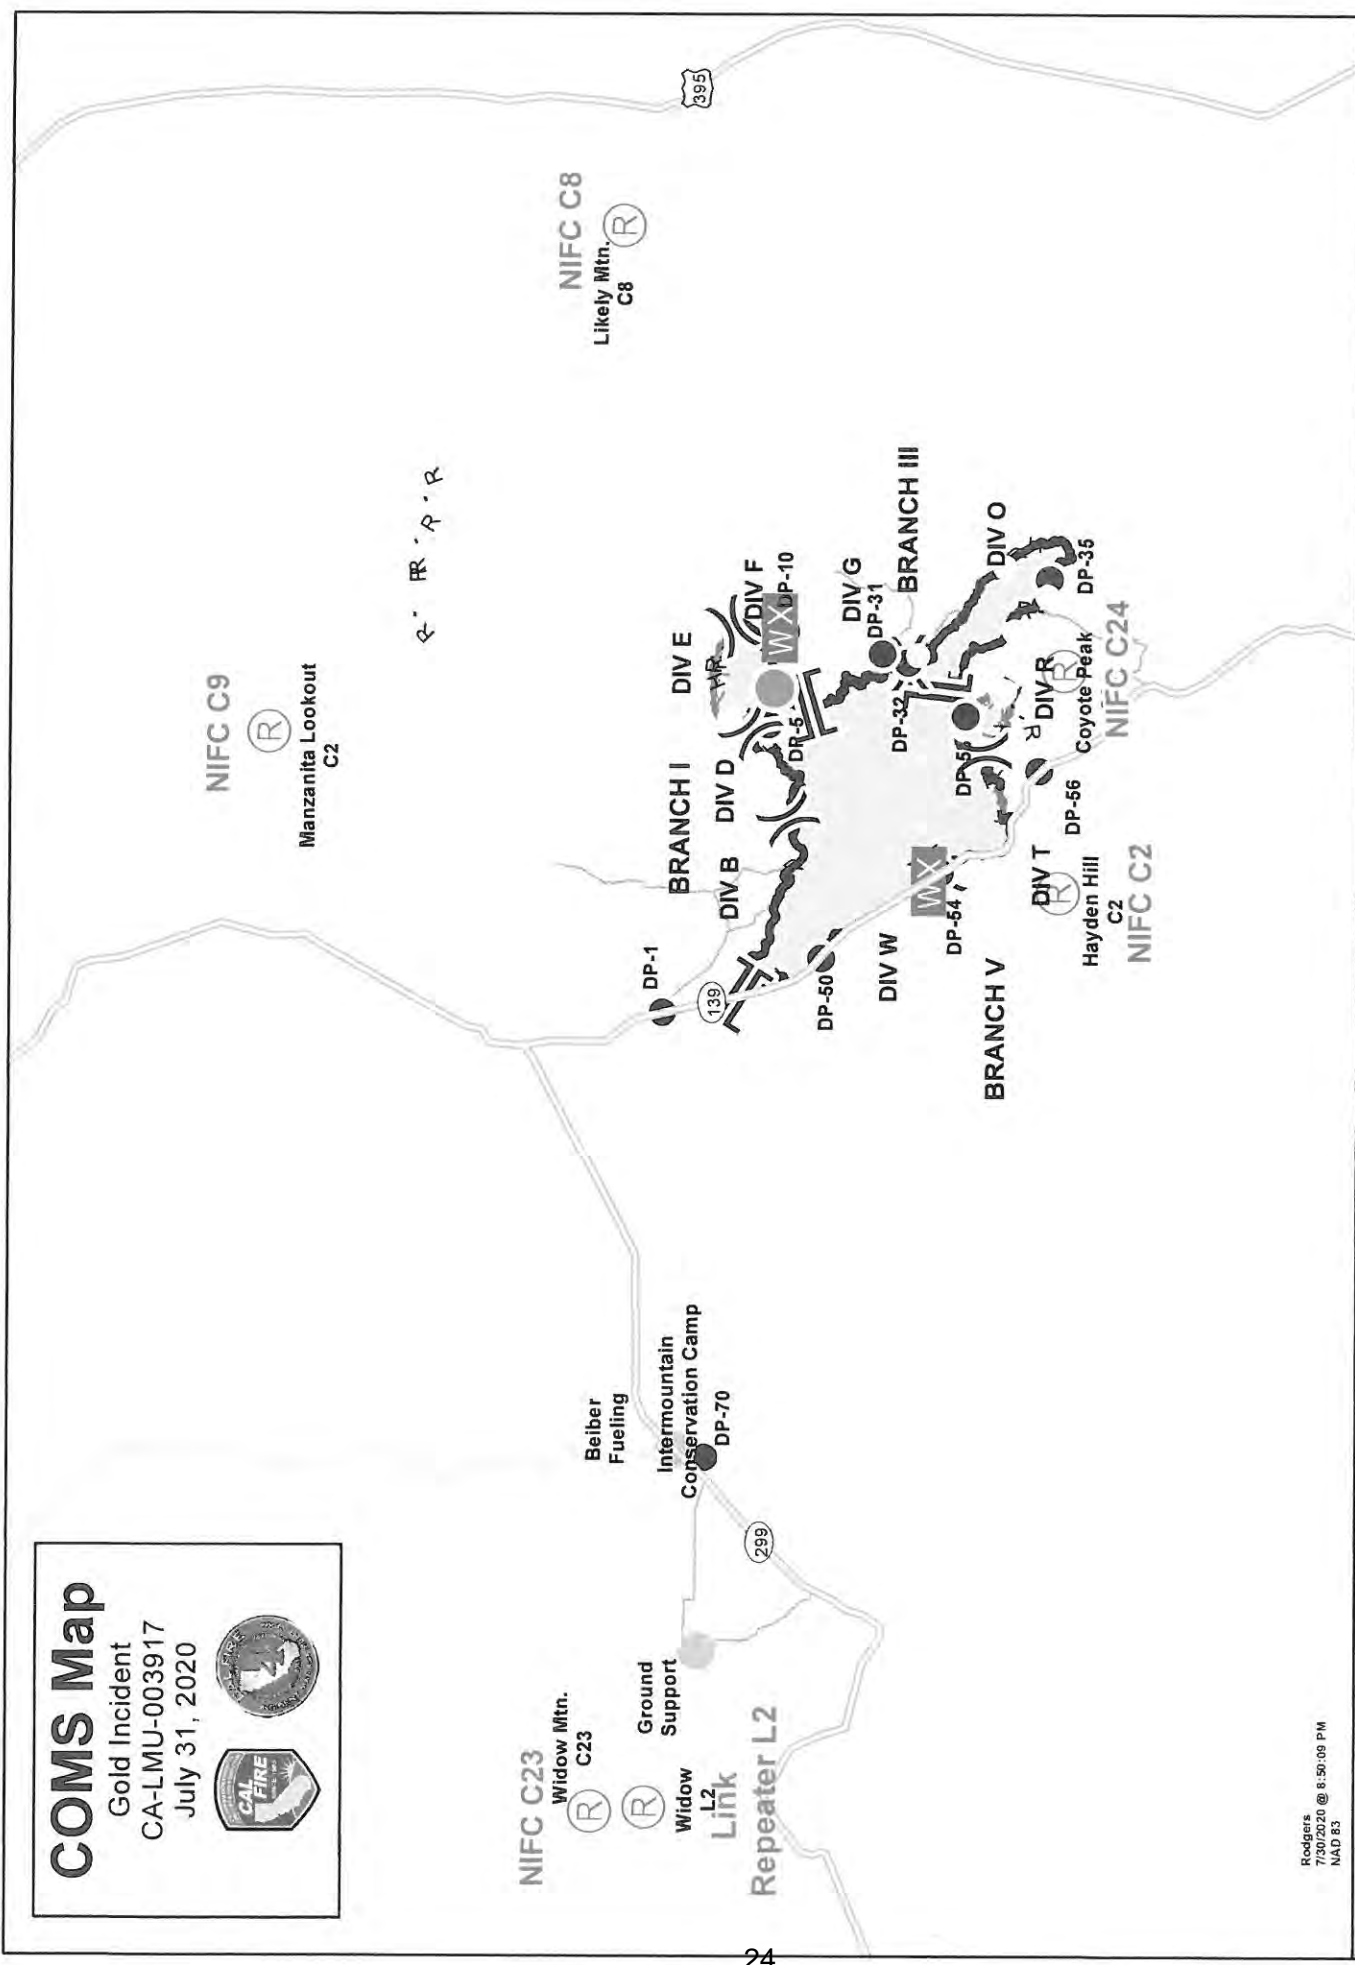 COMS Map
Gold Incident
CA-LMU-003917
July 31, 2020
CAL
FIRE
NIFC C23
Widow Mtn.
C23
R
R
Widow
L2
Link
Repeater L2
Ground
Support
299
Beiber
Fueling
Intermountain
Conservation Camp
DP-70
NIFC C9
R
Manzanita Lookout
C2
R
R
R
R
NIFC C8
Likely Mtn.
C8
R
395
DP-1
139
BRANCH I
DIV B
DIV D
DIV E
DIV F
DP-10
WX
DP-5
DIV G
DP-31
BRANCH III
DP-32
DIV O
DP-35
DP-50
DIV W
WX
DP-54
BRANCH V
DIV T
R
Hayden Hill
C2
NIFC C2
DP-56
DIV R
R
Coyote Peak
NIFC C24
Rodgers
7/30/2020 @ 8:50:09 PM
NAD 83
24